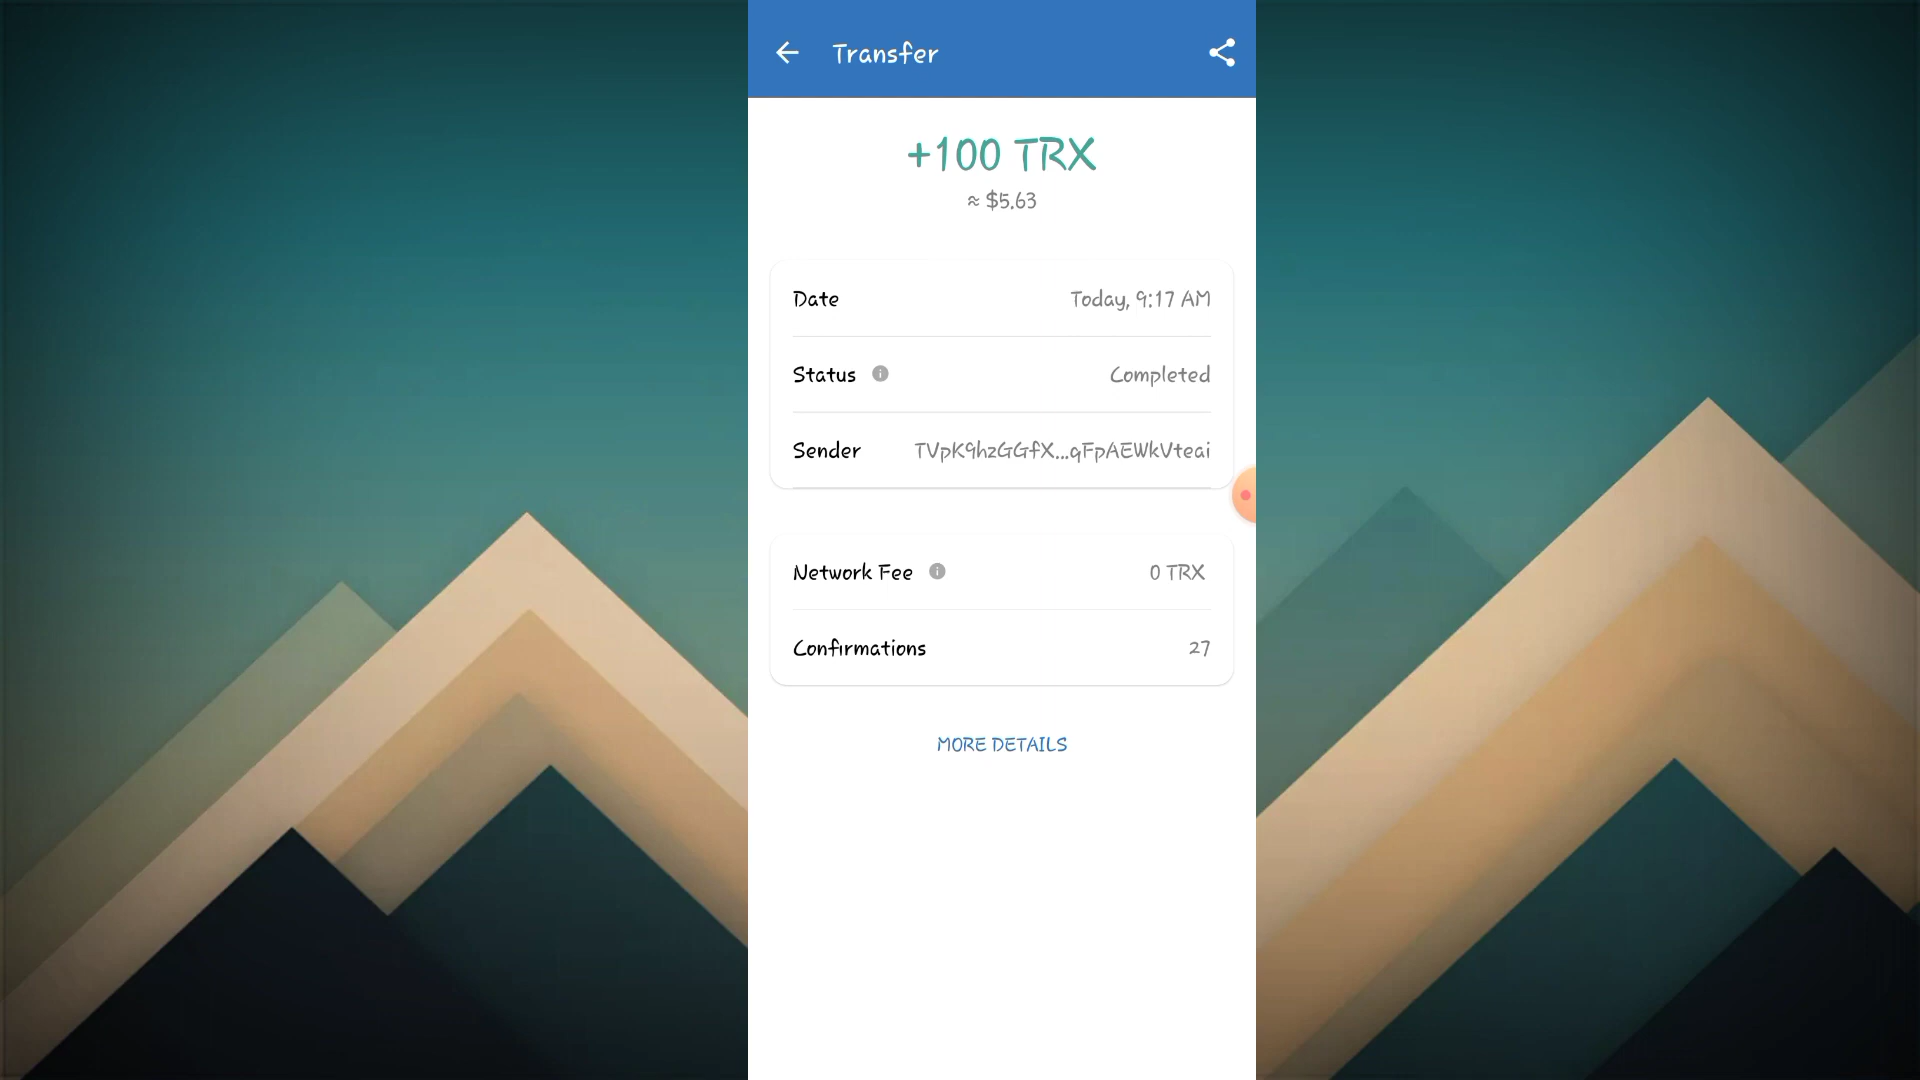 Transfer
+100 TRX
≈ $5.63
Date Today, 9:17 AM
Status Completed
Sender TVpK9hzGGfX...qFpAEWkVteai
Network Fee 0 TRX
Confirmations 27
MORE DETAILS